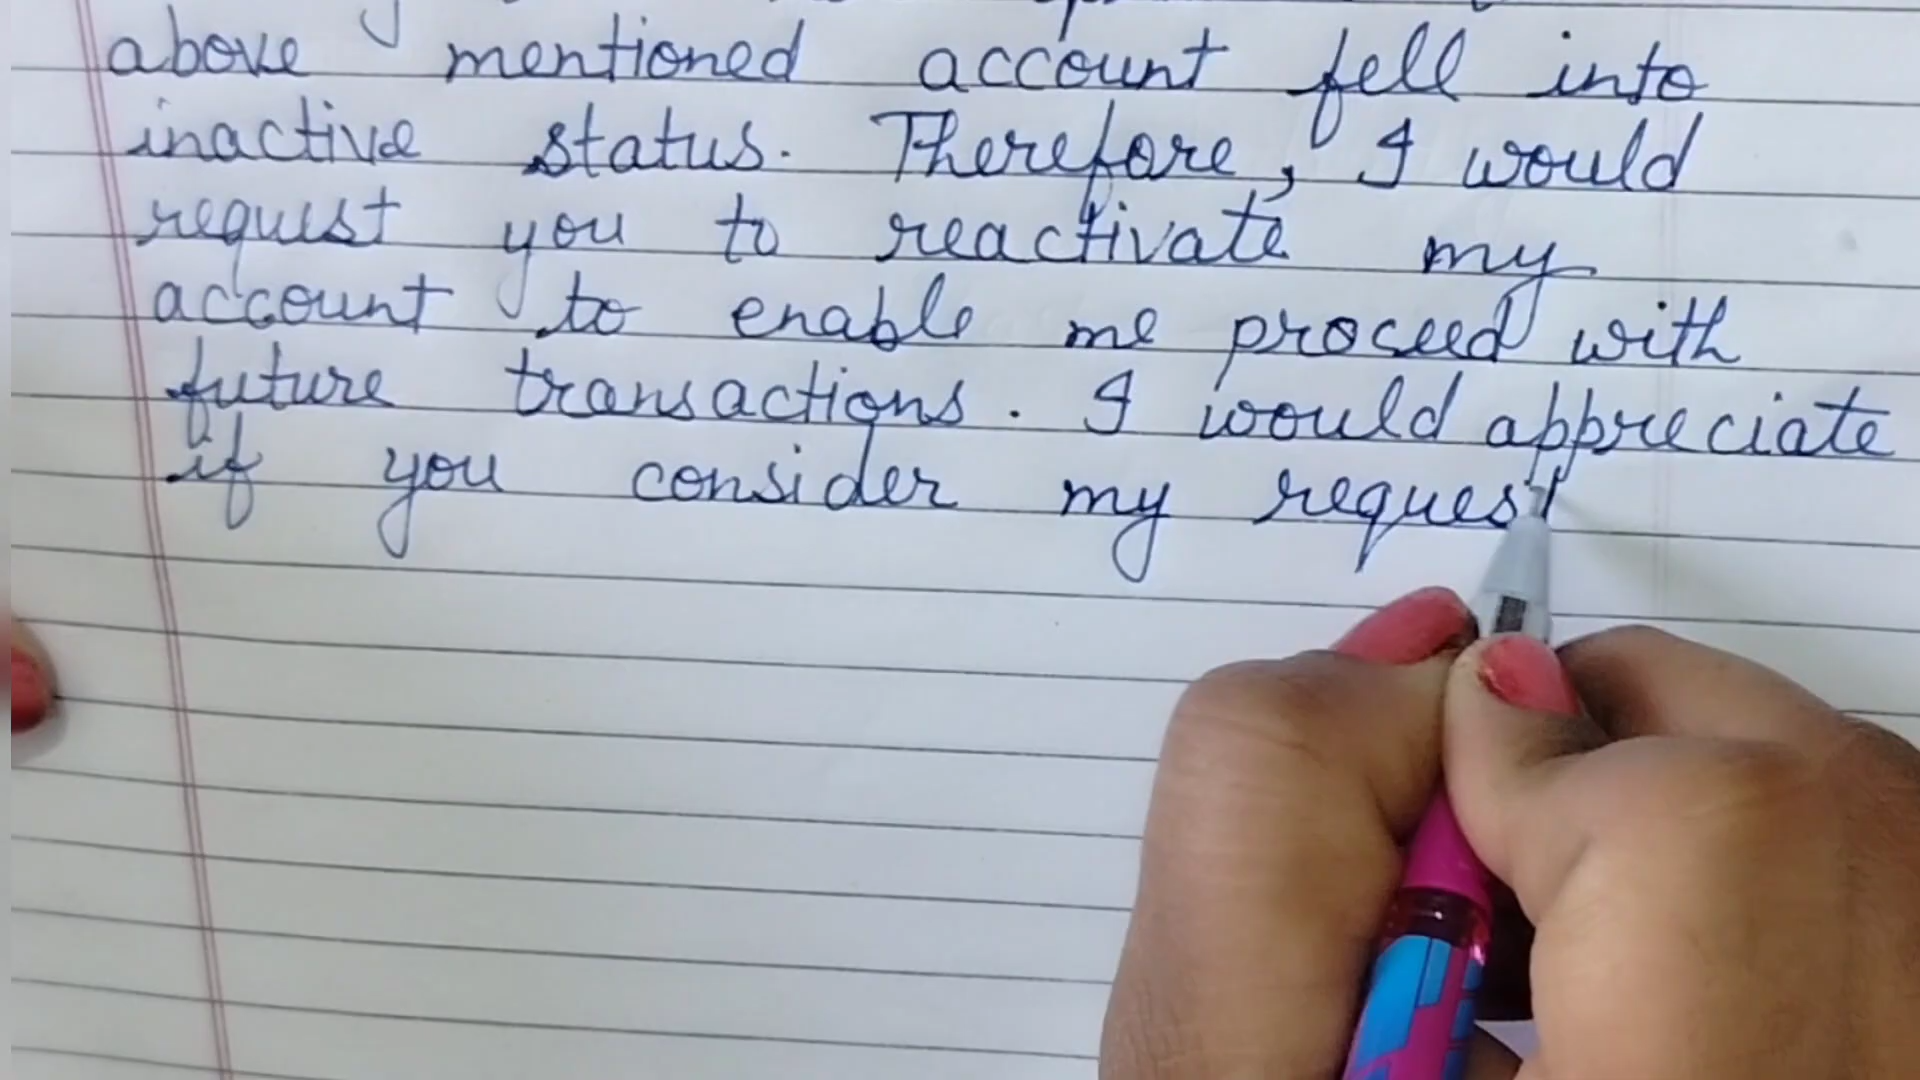 above mentioned account fell into
inactive status. Therefore, I would
request you to reactivate my
account to enable me proceed with
future transactions. I would appreciate
if you consider my request